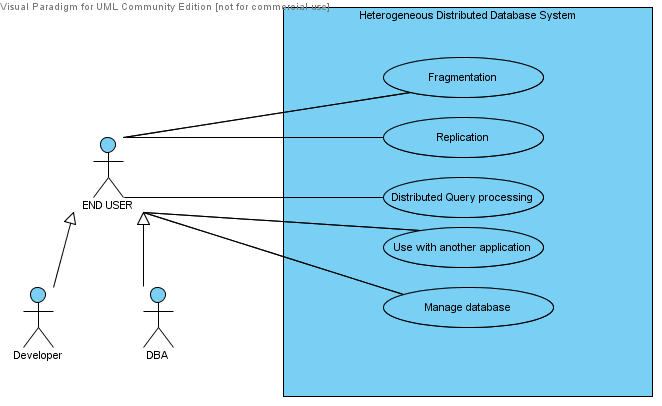 Visual Paradigm for UML Community Edition [not for commercial use]
Heterogeneous Distributed Database System
Fragmentation
Replication
END USER
Distributed Query processing
Use with another application
Manage database
Developer
DBA